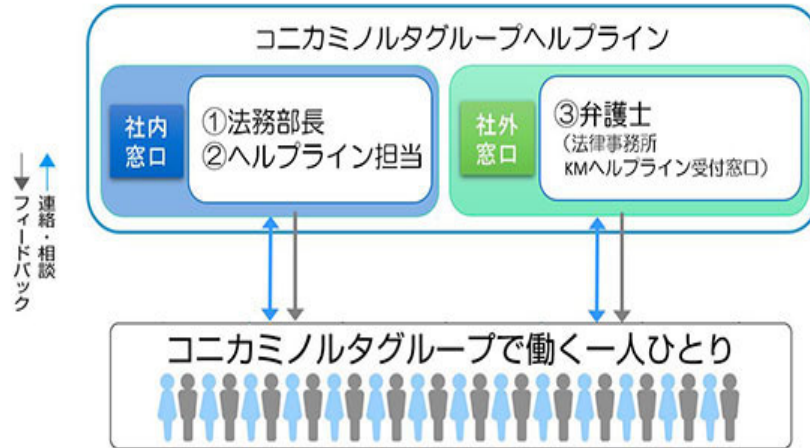 コニカミノルタグループヘルプライン
社内
窓口
①法務部長
②ヘルプライン担当
社外
窓口
③弁護士
(法律事務所
KMヘルプライン受付窓口)
連絡・相談
フィードバック
コニカミノルタグループで働く一人ひとり